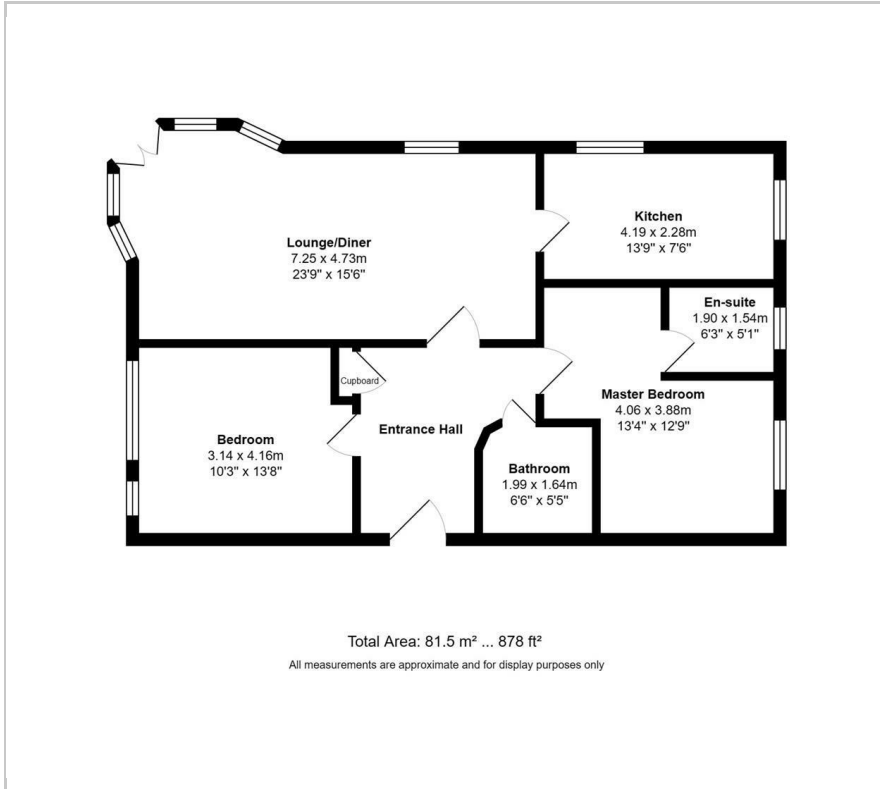 Lounge/Diner
7.25 x 4.73m
23'9" x 15'6"
Kitchen
4.19 x 2.28m
13'9" x 7'6"
En-suite
1.90 x 1.54m
6'3" x 5'1"
Cupboard
Master Bedroom
4.06 x 3.88m
13'4" x 12'9"
Entrance Hall
Bedroom
3.14 x 4.16m
10'3" x 13'8"
Bathroom
1.99 x 1.64m
6'6" x 5'5"
Total Area: 81.5 m² ... 878 ft²
All measurements are approximate and for display purposes only